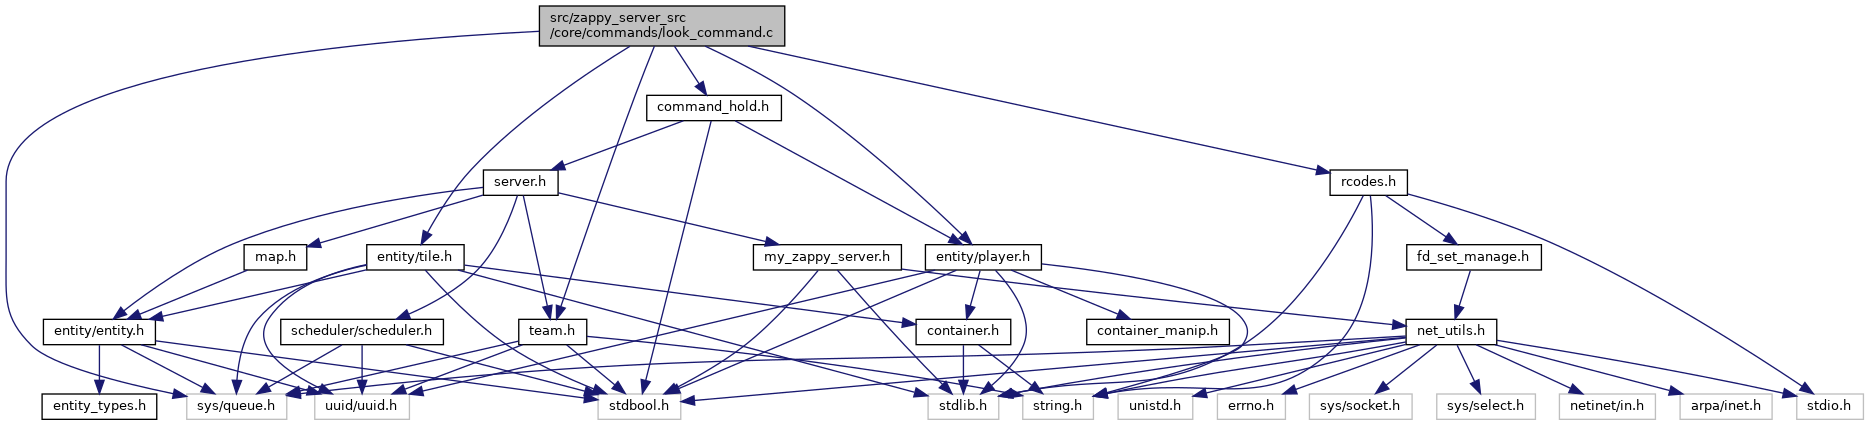 src/zappy_server_src
/core/commands/look_command.c
command_hold.h
server.h
rcodes.h
map.h
entity/tile.h
my_zappy_server.h
entity/player.h
fd_set_manage.h
entity/entity.h
scheduler/scheduler.h
team.h
container.h
container_manip.h
net_utils.h
entity_types.h
sys/queue.h
uuid/uuid.h
stdbool.h
stdlib.h
string.h
unistd.h
errno.h
sys/socket.h
sys/select.h
netinet/in.h
arpa/inet.h
stdio.h